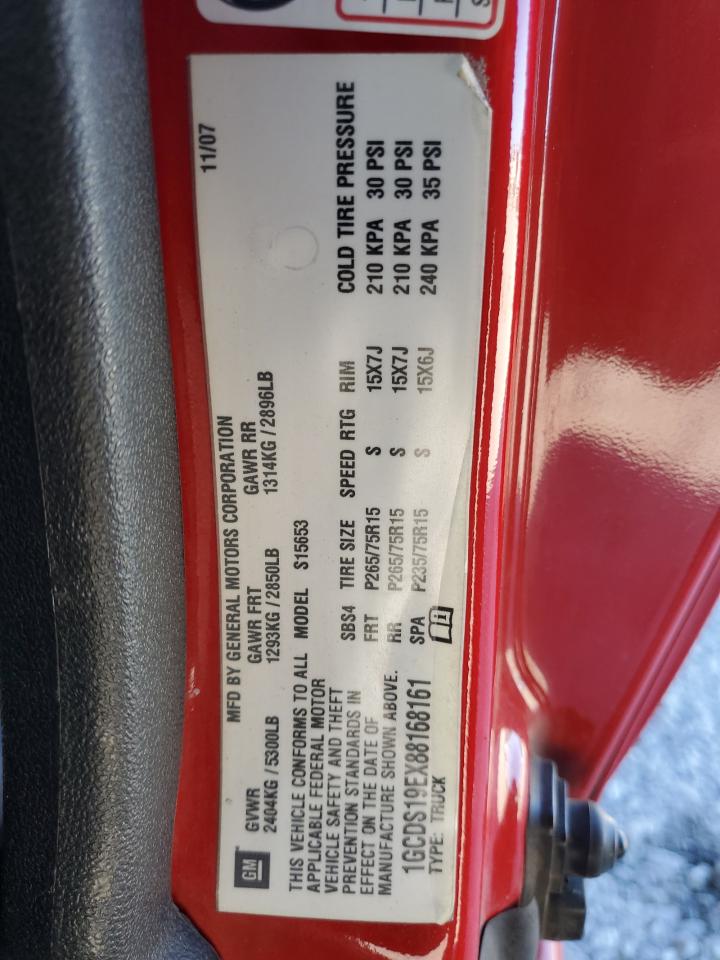 MFD BY GENERAL MOTORS CORPORATION 11/07
GM
GVWR GAWR FRT GAWR RR
2404KG / 5300LB 1293KG / 2850LB 1314KG / 2896LB
THIS VEHICLE CONFORMS TO ALL
APPLICABLE FEDERAL MOTOR
VEHICLE SAFETY AND THEFT
PREVENTION STANDARDS IN
EFFECT ON THE DATE OF
MANUFACTURE SHOWN ABOVE.
MODEL S15653
SBS4 TIRE SIZE SPEED RTG RIM COLD TIRE PRESSURE
FRT P265/75R15 S 15X7J 210 KPA 30 PSI
RR P265/75R15 S 15X7J 210 KPA 30 PSI
SPA P235/75R15 S 15X6J 240 KPA 35 PSI
1GCDS19EX88168161
TYPE: TRUCK